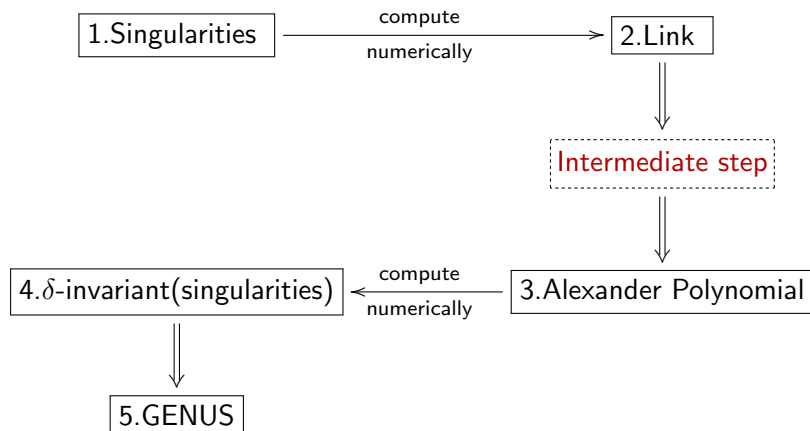 compute
1.Singularities
2.Link
numerically
Intermediate step
compute
4.δ-invariant(singularities)
3.Alexander Polynomial
numerically
5.GENUS